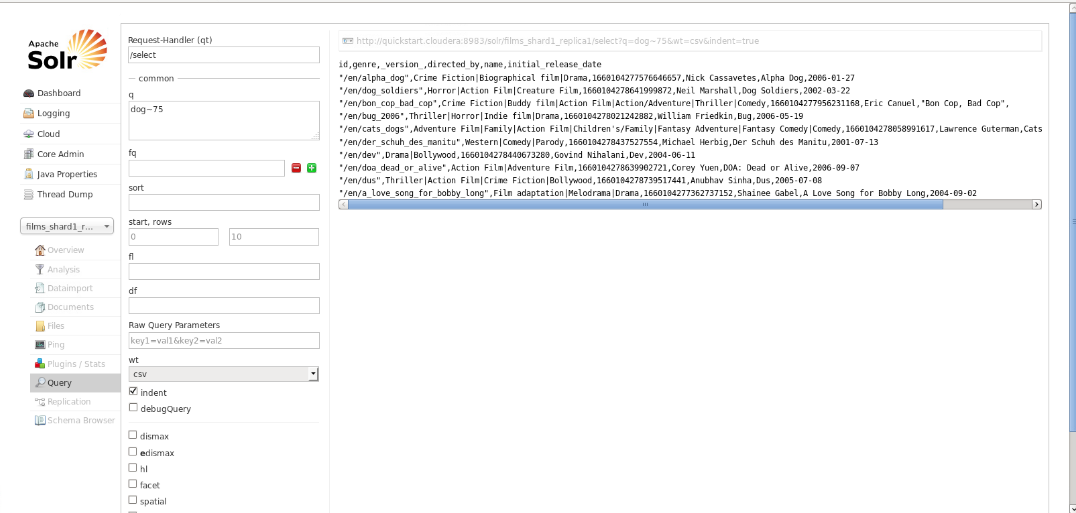 Apache
Solr
Dashboard
Logging
Cloud
Core Admin
Java Properties
Thread Dump
films_shard1_r...
Overview
Analysis
Dataimport
Documents
Files
Ping
Plugins / Stats
Query
Replication
Schema Browser
Request-Handler (qt)
/select
common
q
dog~75
fq
sort
start, rows
0 10
fl
df
Raw Query Parameters
key1=val1&key2=val2
wt
csv
indent
debugQuery
dismax
edismax
hl
facet
spatial
http://quickstart.cloudera:8983/solr/films_shard1_replica1/select?q=dog~75&wt=csv&indent=true
id,genre,_version_,directed_by,name,initial_release_date
"/en/alpha_dog",Crime Fiction|Biographical film|Drama,1660104277576646657,Nick Cassavetes,Alpha Dog,2006-01-27
"/en/dog_soldiers",Horror|Action Film|Creature Film,1660104278641999872,Neil Marshall,Dog Soldiers,2002-03-22
"/en/bon_cop_bad_cop",Crime Fiction|Buddy film|Action Film|Action/Adventure|Thriller|Comedy,1660104277956231168,Eric Canuel,"Bon Cop, Bad Cop",
"/en/bug_2006",Thriller|Horror|Indie film|Drama,1660104278021242882,William Friedkin,Bug,2006-05-19
"/en/cats_dogs",Adventure Film|Family|Action Film|Children's/Family|Fantasy Adventure|Fantasy Comedy|Comedy,1660104278058991617,Lawrence Guterman,Cats
"/en/der_schuh_des_manitu",Western|Comedy|Parody,1660104278437527554,Michael Herbig,Der Schuh des Manitu,2001-07-13
"/en/dev",Drama|Bollywood,1660104278440673280,Govind Nihalani,Dev,2004-06-11
"/en/doa_dead_or_alive",Action Film|Adventure Film,1660104278639902721,Corey Yuen,DOA: Dead or Alive,2006-09-07
"/en/dus",Thriller|Action Film|Crime Fiction|Bollywood,1660104278739517441,Anubhav Sinha,Dus,2005-07-08
"/en/a_love_song_for_bobby_long",Film adaptation|Melodrama|Drama,1660104277362737152,Shainee Gabel,A Love Song for Bobby Long,2004-09-02